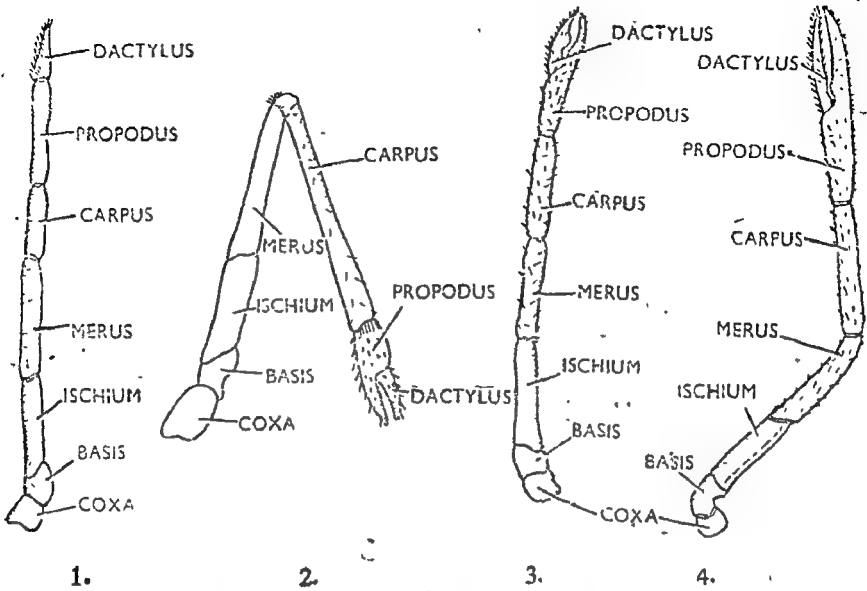 DACTYLUS
PROPODUS
CARPUS
MERUS
ISCHIUM
BASIS
COXA
1.
CARPUS
MERUS
ISCHIUM
PROPODUS
BASIS
DACTYLUS
COXA
2.
DACTYLUS
PROPODUS
CARPUS
MERUS
ISCHIUM
BASIS
COXA
3.
DACTYLUS
PROPODUS
CARPUS
MERUS
ISCHIUM
BASIS
4.